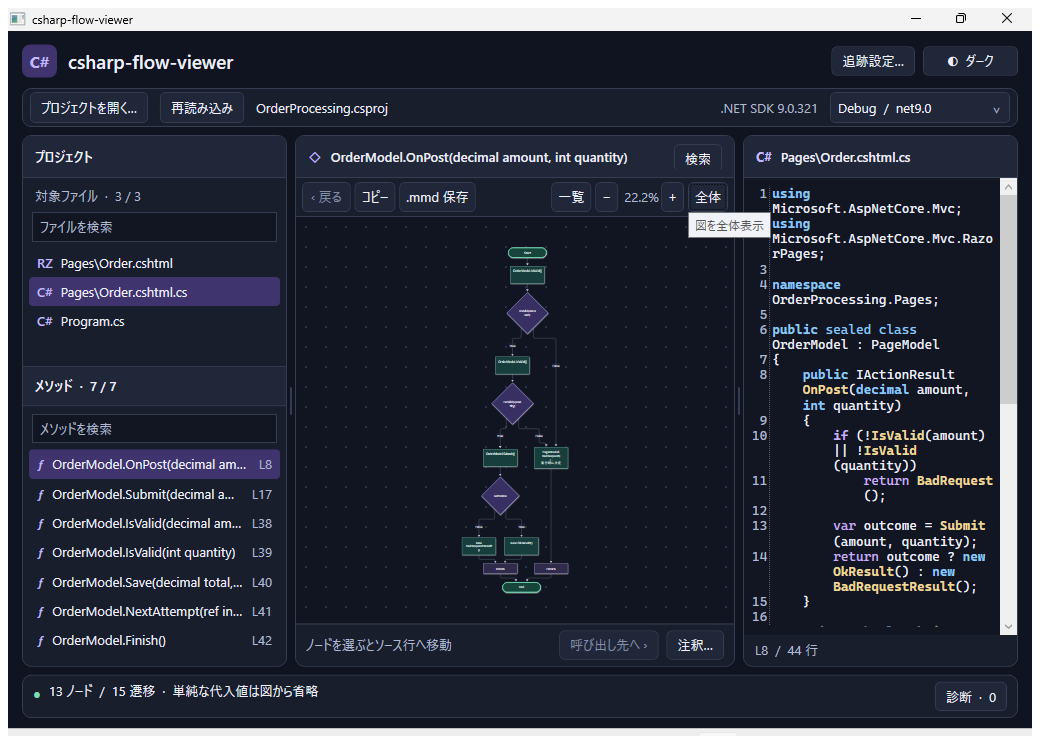 csharp-flow-viewer
C# csharp-flow-viewer
追跡設定...
ダーク
プロジェクトを開く...
再読み込み
OrderProcessing.csproj
.NET SDK 9.0.321
Debug / net9.0
プロジェクト
対象ファイル · 3 / 3
ファイルを検索
RZ Pages\Order.cshtml
C# Pages\Order.cshtml.cs
C# Program.cs
メソッド · 7 / 7
メソッドを検索
f OrderModel.OnPost(decimal am... L8
f OrderModel.Submit(decimal a... L17
f OrderModel.IsValid(decimal am... L38
f OrderModel.IsValid(int quantity) L39
f OrderModel.Save(decimal total,... L40
f OrderModel.NextAttempt(ref in... L41
f OrderModel.Finish() L42
OrderModel.OnPost(decimal amount, int quantity)
検索
‹ 戻る
コピー
.mmd 保存
一覧
−
22.2%
+
全体
図を全体表示
ノードを選ぶとソース行へ移動
呼び出し先へ ›
注釈...
C# Pages\Order.cshtml.cs
1 using
Microsoft.AspNetCore.Mvc;
using
Microsoft.AspNetCore.Mvc.Razo
rPages;
3
4 namespace
OrderProcessing.Pages;
5
6 public sealed class
OrderModel : PageModel
7 {
8 public IActionResult
OnPost(decimal amount,
int quantity)
9 {
10 if (!IsValid(amount)
|| !IsValid
(quantity))
11 return BadRequest
();
12
13 var outcome = Submit
(amount, quantity);
14 return outcome ? new
OkResult() : new
BadRequestResult();
15 }
16
L8 / 44 行
13 ノード / 15 遷移 · 単純な代入値は図から省略
診断 · 0